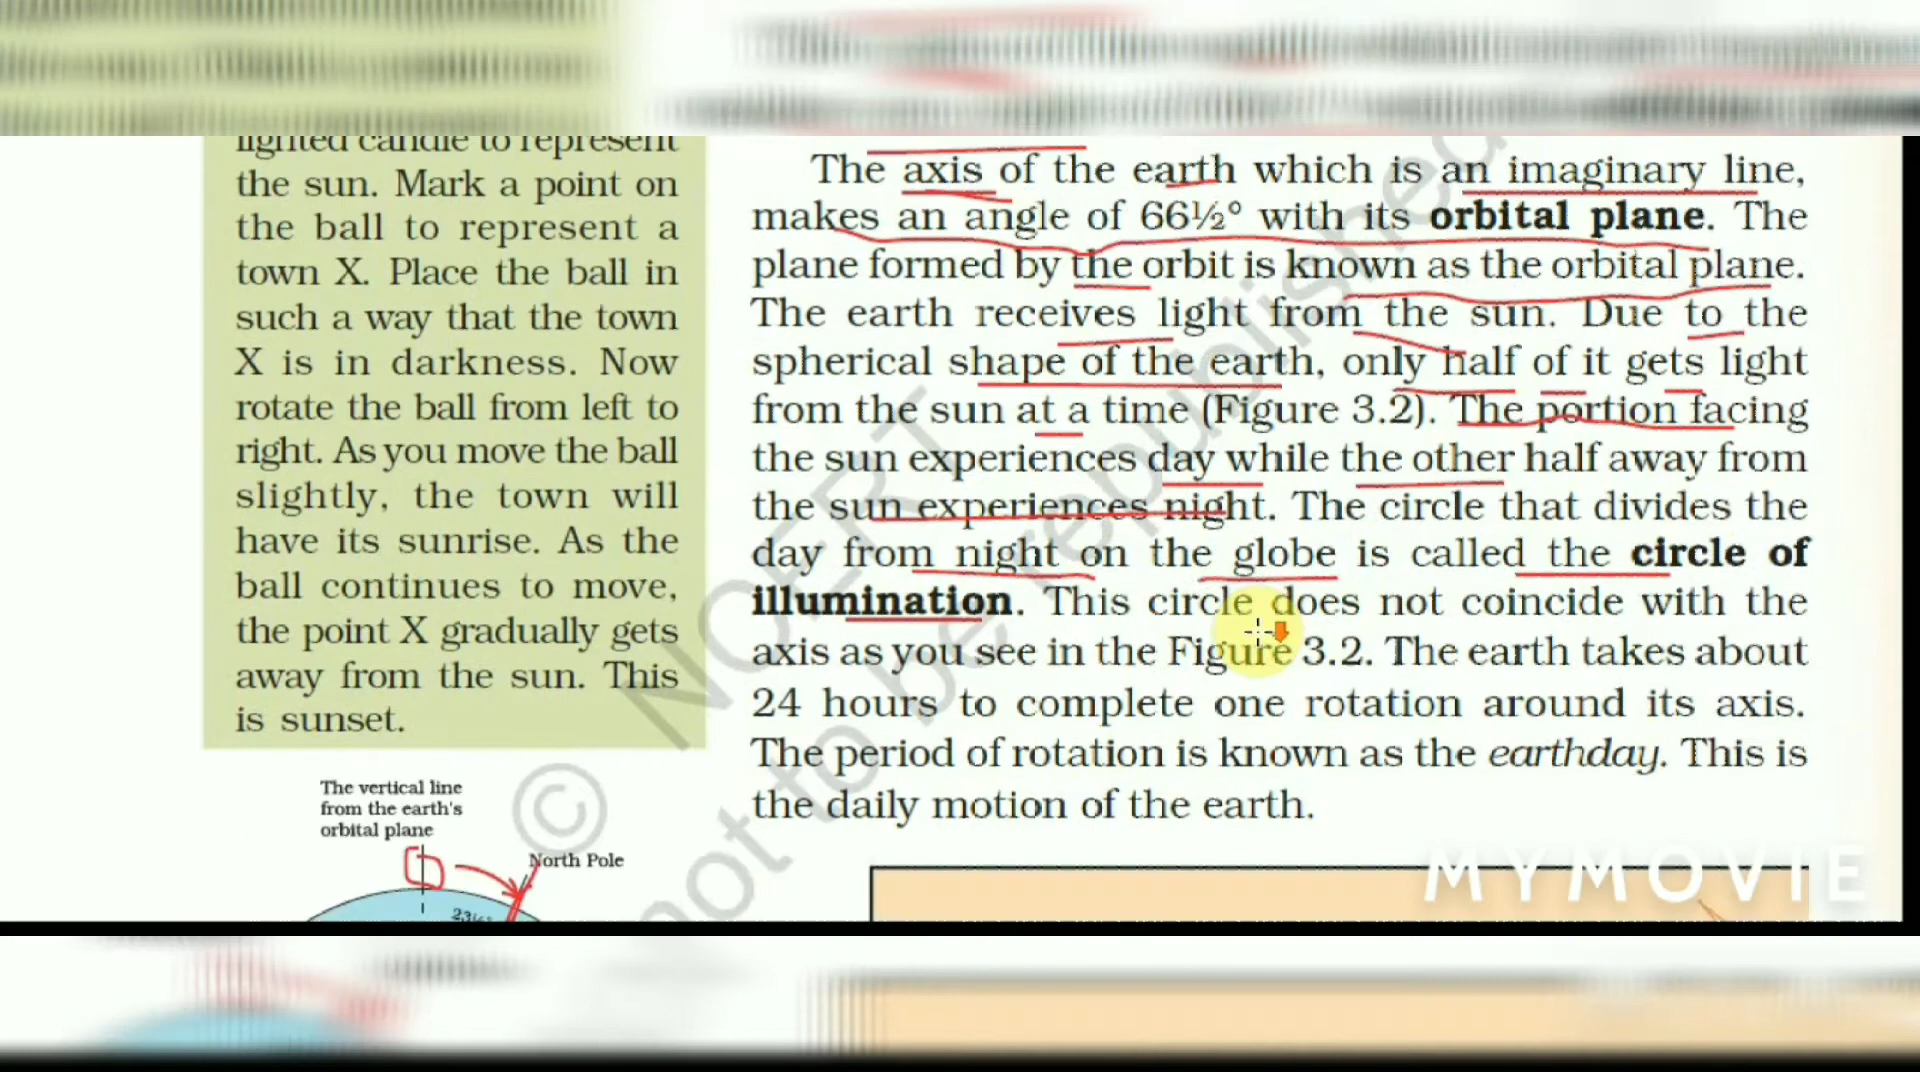 lighted candle to represent
the sun. Mark a point on
the ball to represent a
town X. Place the ball in
such a way that the town
X is in darkness. Now
rotate the ball from left to
right. As you move the ball
slightly, the town will
have its sunrise. As the
ball continues to move,
the point X gradually gets
away from the sun. This
is sunset.
The vertical line
from the earth's
orbital plane
North Pole
23½°
The axis of the earth which is an imaginary line,
makes an angle of 66½° with its orbital plane. The
plane formed by the orbit is known as the orbital plane.
The earth receives light from the sun. Due to the
spherical shape of the earth, only half of it gets light
from the sun at a time (Figure 3.2). The portion facing
the sun experiences day while the other half away from
the sun experiences night. The circle that divides the
day from night on the globe is called the circle of
illumination. This circle does not coincide with the
axis as you see in the Figure 3.2. The earth takes about
24 hours to complete one rotation around its axis.
The period of rotation is known as the earthday. This is
the daily motion of the earth.
© NCERT
not to be republished
MYMOVIE